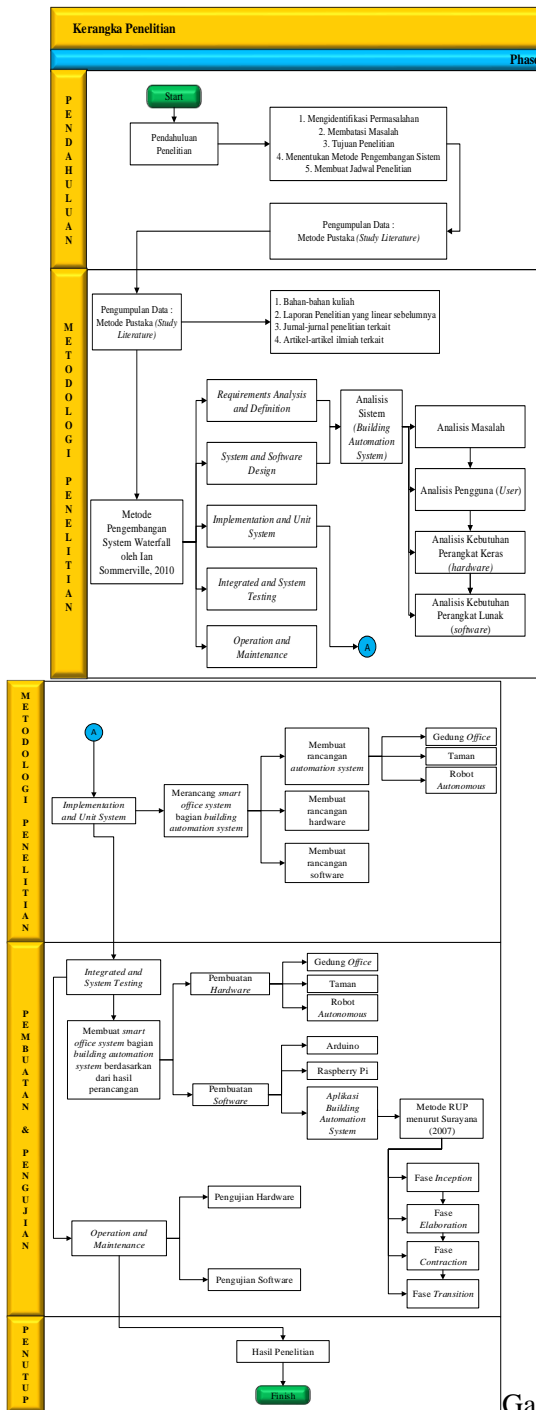 Kerangka Penelitian
Phase
PENDAHULUAN
Start
Pendahuluan
Penelitian
1. Mengidentifikasi Permasalahan
2. Membatasi Masalah
3. Tujuan Penelitian
4. Menentukan Metode Pengembangan Sistem
5. Membuat Jadwal Penelitian
Pengumpulan Data :
Metode Pustaka (Study Literature)
METODOLOGI PENELITIAN
Pengumpulan Data :
Metode Pustaka (Study
Literature)
1. Bahan-bahan kuliah
2. Laporan Penelitian yang linear sebelumnya
3. Jurnal-jurnal penelitian terkait
4. Artikel-artikel ilmiah terkait
Metode
Pengembangan
System Waterfall
oleh Ian
Sommerville, 2010
Requirements Analysis
and Definition
System and Software
Design
Implementation and Unit
System
Integrated and System
Testing
Operation and
Maintenance
Analisis
Sistem
(Building
Automation
System)
Analisis Masalah
Analisis Pengguna (User)
Analisis Kebutuhan
Perangkat Keras
(hardware)
Analisis Kebutuhan
Perangkat Lunak
(software)
A
METODOLOGI PENELITIAN
A
Implementation
and Unit System
Merancang smart
office system
bagian building
automation system
Membuat
rancangan
automation system
Membuat
rancangan
hardware
Membuat
rancangan
software
Gedung Office
Taman
Robot
Autonomous
PEMBUATAN & PENGUJIAN
Integrated and
System Testing
Membuat smart
office system bagian
building automation
system berdasarkan
dari hasil
perancangan
Pembuatan
Hardware
Gedung Office
Taman
Robot
Autonomous
Pembuatan
Software
Arduino
Raspberry Pi
Aplikasi
Building
Automation
System
Metode RUP
menurut Surayana
(2007)
Fase Inception
Fase
Elaboration
Fase
Contraction
Fase Transition
Operation and
Maintenance
Pengujian Hardware
Pengujian Software
PENUTUP
Hasil Penelitian
Finish
Ga